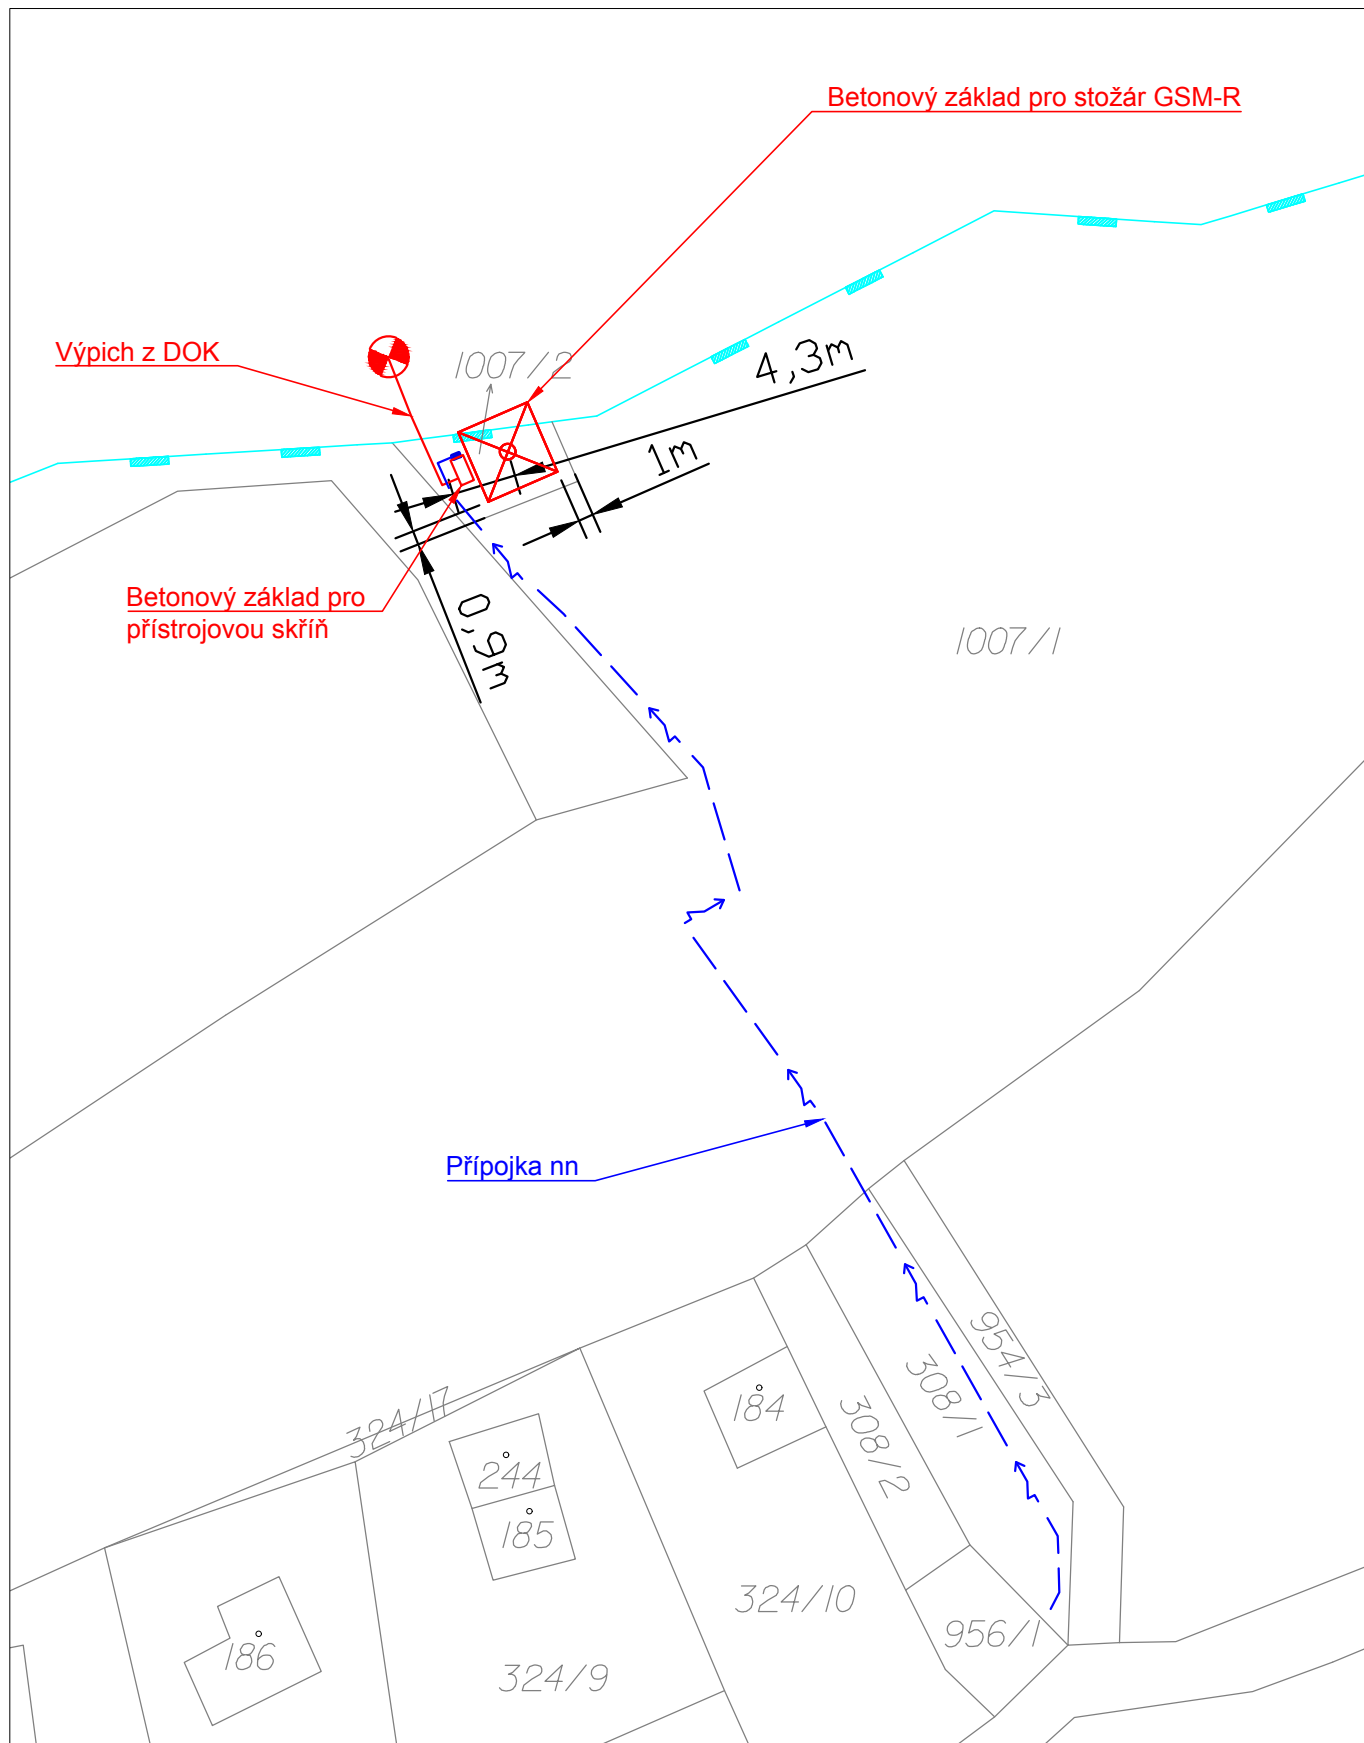 Betonový základ pro stožár GSM-R
Výpich z DOK
1007/2
4,3m
1m
Betonový základ pro
přístrojovou skříň
0,9m
1007/1
Přípojka nn
954/3
308/1
308/2
184
324/17
244
185
324/10
956/1
186
324/9